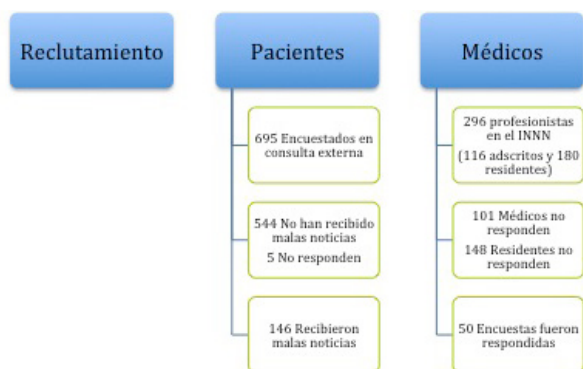 Reclutamiento
Pacientes
695 Encuestados en
consulta externa
544 No han recibido
malas noticias
5 No responden
146 Recibieron
malas noticias
Médicos
296 profesionistas
en el INNN
(116 adscritos y 180
residentes)
101 Médicos no
responden
148 Residentes no
responden
50 Encuestas fueron
respondidas